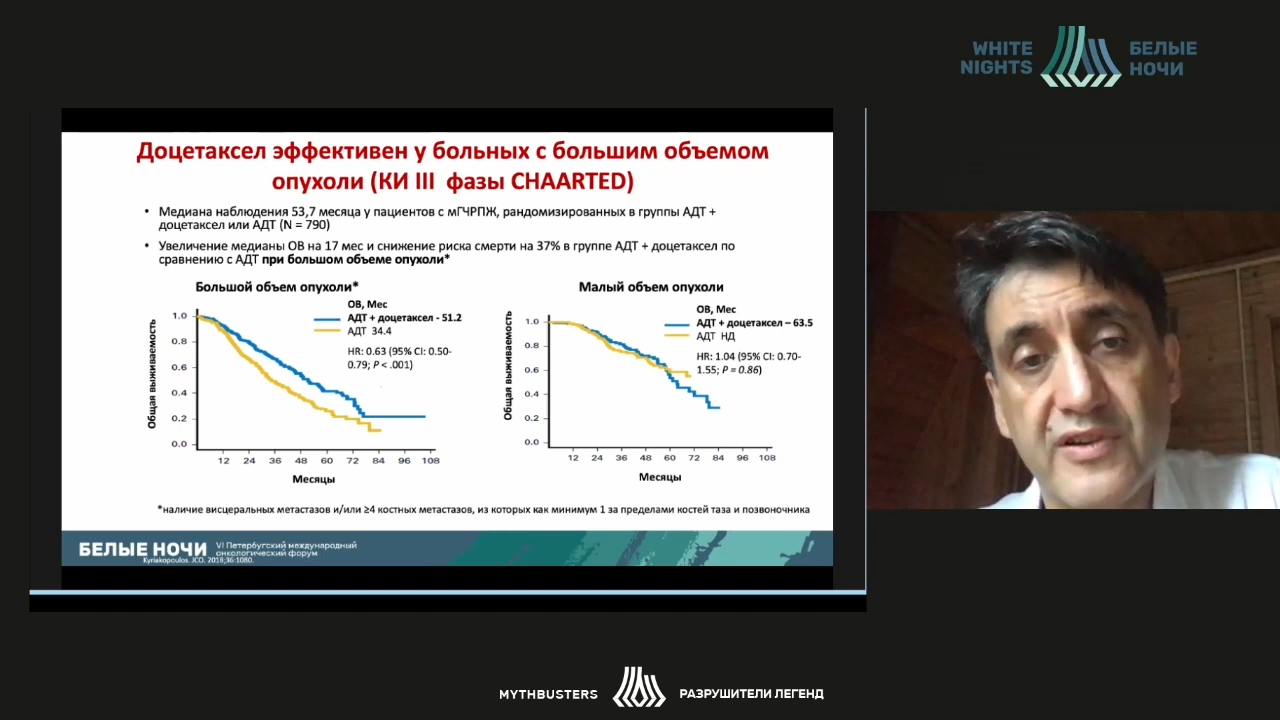 WHITE
NIGHTS
БЕЛЫЕ
НОЧИ
Доцетаксел эффективен у больных с большим объемом
опухоли (КИ III фазы CHAARTED)
• Медиана наблюдения 53,7 месяца у пациентов с мГЧРПЖ, рандомизированных в группы АДТ +
доцетаксел или АДТ (N = 790)
• Увеличение медианы ОВ на 17 мес и снижение риска смерти на 37% в группе АДТ + доцетаксел по
сравнению с АДТ при большом объеме опухоли*
Большой объем опухоли*
ОВ, Мес
АДТ + доцетаксел - 51.2
АДТ 34.4
HR: 0.63 (95% CI: 0.50-
0.79; P < .001)
Общая выживаемость
1.0
0.8
0.6
0.4
0.2
0.0
12 24 36 48 60 72 84 96 108
Месяцы
Малый объем опухоли
ОВ, Мес
АДТ + доцетаксел – 63.5
АДТ НД
HR: 1.04 (95% CI: 0.70-
1.55; P = 0.86)
Общая выживаемость
1.0
0.8
0.6
0.4
0.2
0.0
12 24 36 48 60 72 84 96 108
Месяцы
*наличие висцеральных метастазов и/или ≥4 костных метастазов, из которых как минимум 1 за пределами костей таза и позвоночника
БЕЛЫЕ НОЧИ
VI Петербургский международный
онкологический форум
Kyriakopoulos. JCO. 2018;36:1080.
MYTHBUSTERS
РАЗРУШИТЕЛИ ЛЕГЕНД